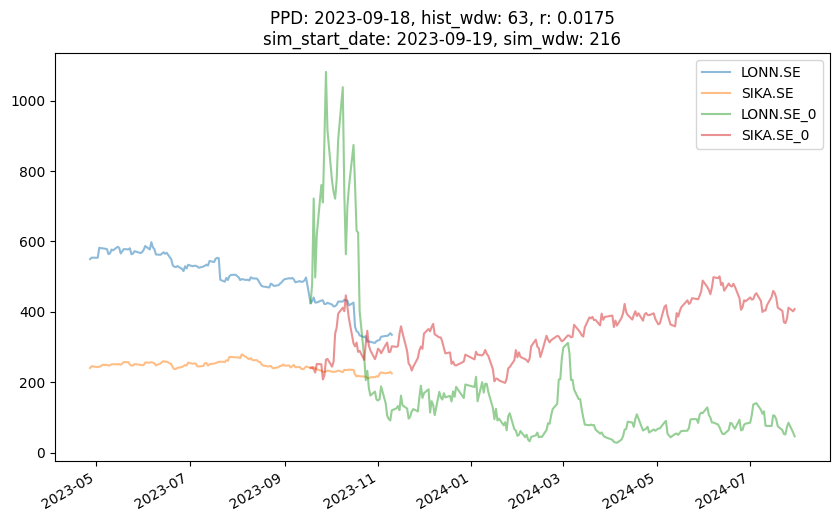 PPD: 2023-09-18, hist_wdw: 63, r: 0.0175
sim_start_date: 2023-09-19, sim_wdw: 216
LONN.SE
SIKA.SE
LONN.SE_0
SIKA.SE_0
1000
800
600
400
200
0
2023-05
2023-07
2023-09
2023-11
2024-01
2024-03
2024-05
2024-07